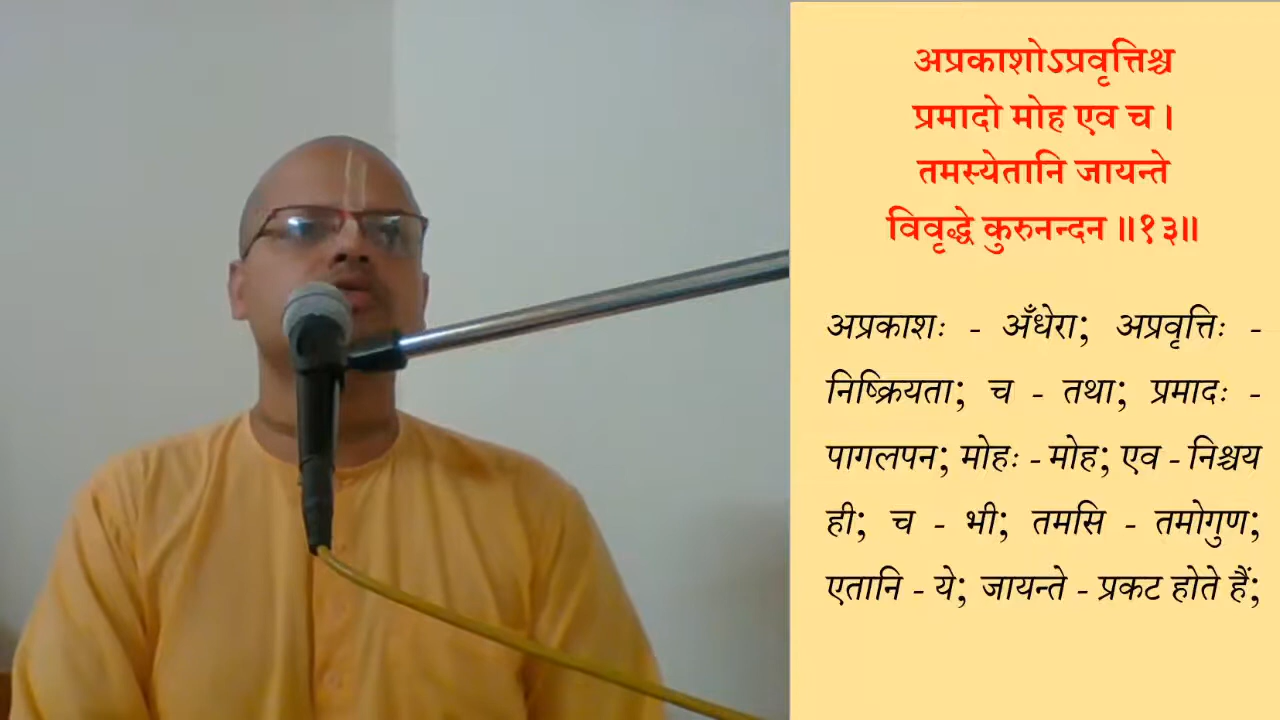 अप्रकाशोऽप्रवृत्तिश्च
प्रमादो मोह एव च ।
तमस्येतानि जायन्ते
विवृद्धे कुरुनन्दन ॥१३॥
अप्रकाशः - अँधेरा; अप्रवृत्तिः -
निष्क्रियता; च - तथा; प्रमादः -
पागलपन; मोहः - मोह; एव - निश्चय
ही; च - भी; तमसि - तमोगुण;
एतानि - ये; जायन्ते - प्रकट होते हैं;